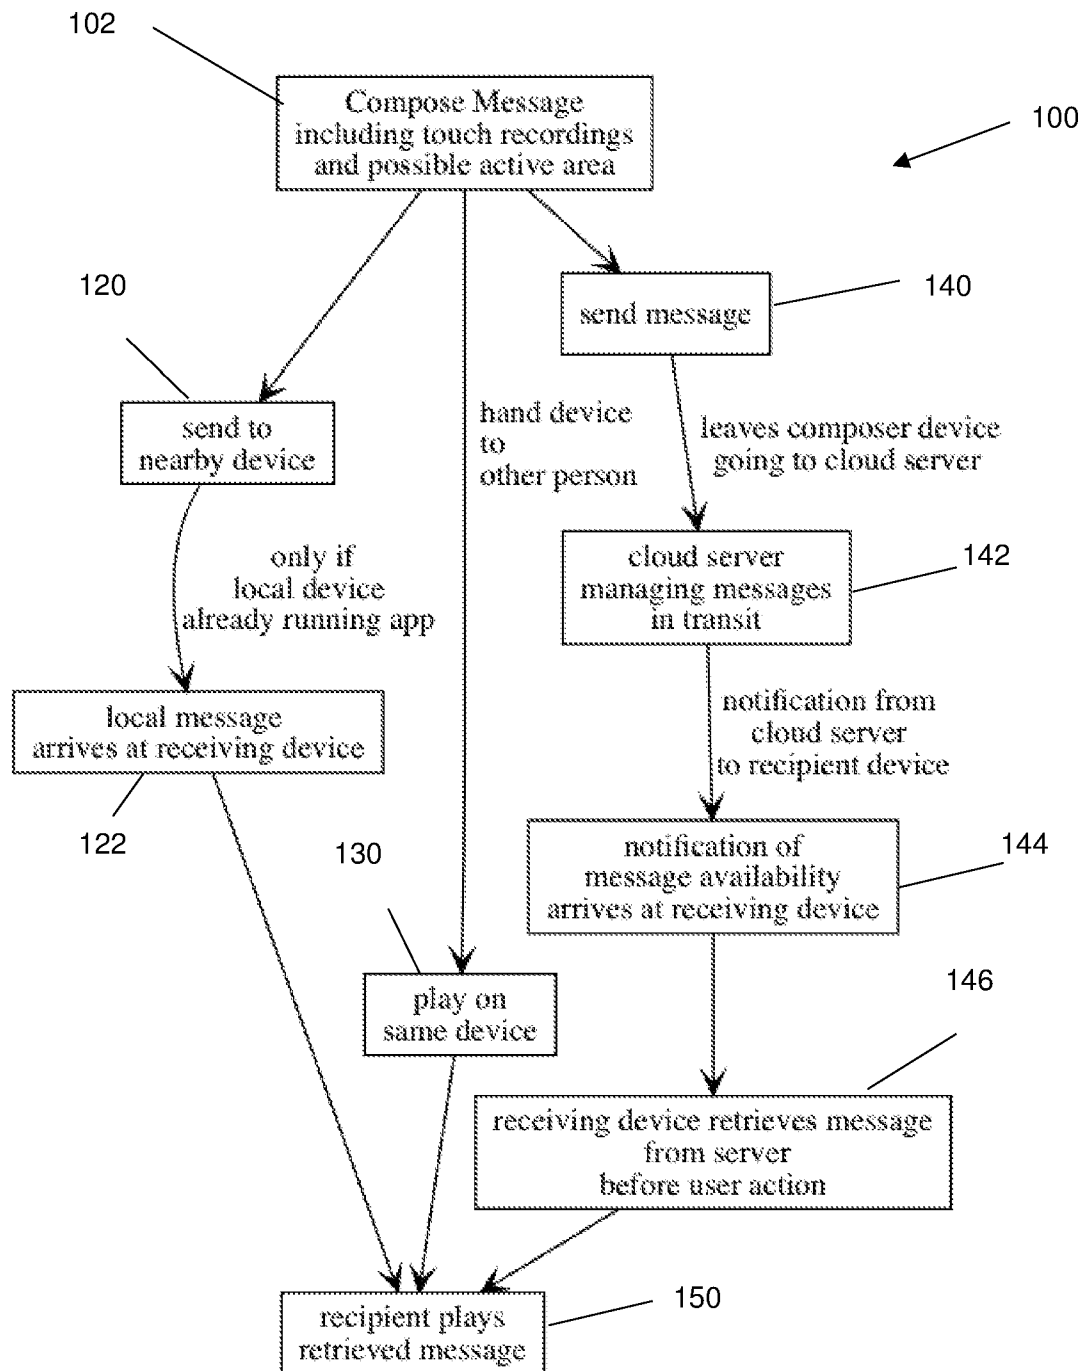 102
Compose Message
including touch recordings
and possible active area
100
120
140
send message
send to
nearby device
hand device
to
other person
leaves composer device
going to cloud server
only if
local device
already running app
cloud server
managing messages
in transit
142
local message
arrives at receiving device
notification from
cloud server
to recipient device
122
130
notification of
message availability
arrives at receiving device
144
play on
same device
146
receiving device retrieves message
from server
before user action
recipient plays
retrieved message
150